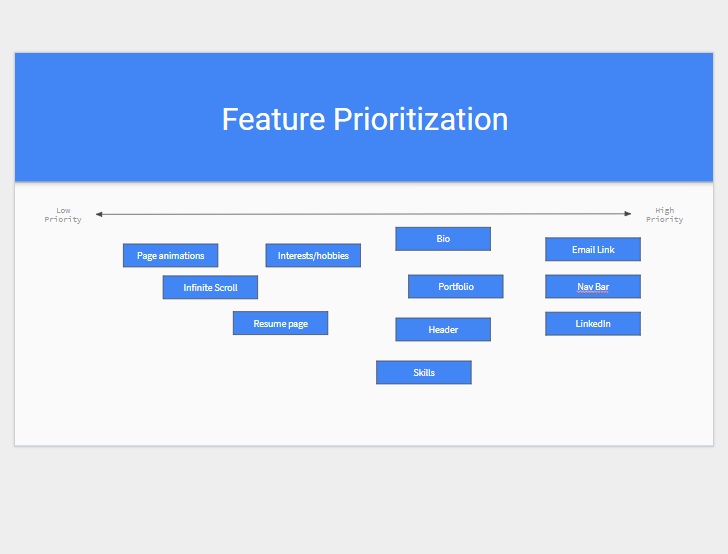 Feature Prioritization
Low
Priority
High
Priority
Bio
Page animations
Interests/hobbies
Email Link
Infinite Scroll
Portfolio
Nav Bar
Resume page
Header
LinkedIn
Skills